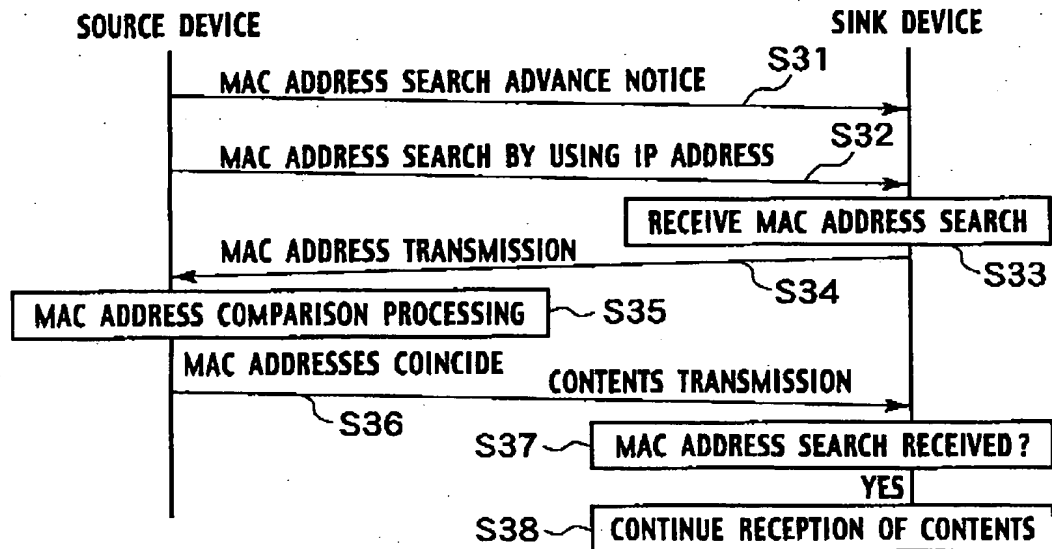 SOURCE DEVICE
SINK DEVICE
MAC ADDRESS SEARCH ADVANCE NOTICE
S31
MAC ADDRESS SEARCH BY USING IP ADDRESS
S32
RECEIVE MAC ADDRESS SEARCH
S33
MAC ADDRESS TRANSMISSION
S34
MAC ADDRESS COMPARISON PROCESSING
S35
MAC ADDRESSES COINCIDE
CONTENTS TRANSMISSION
S36
S37
MAC ADDRESS SEARCH RECEIVED?
YES
S38
CONTINUE RECEPTION OF CONTENTS